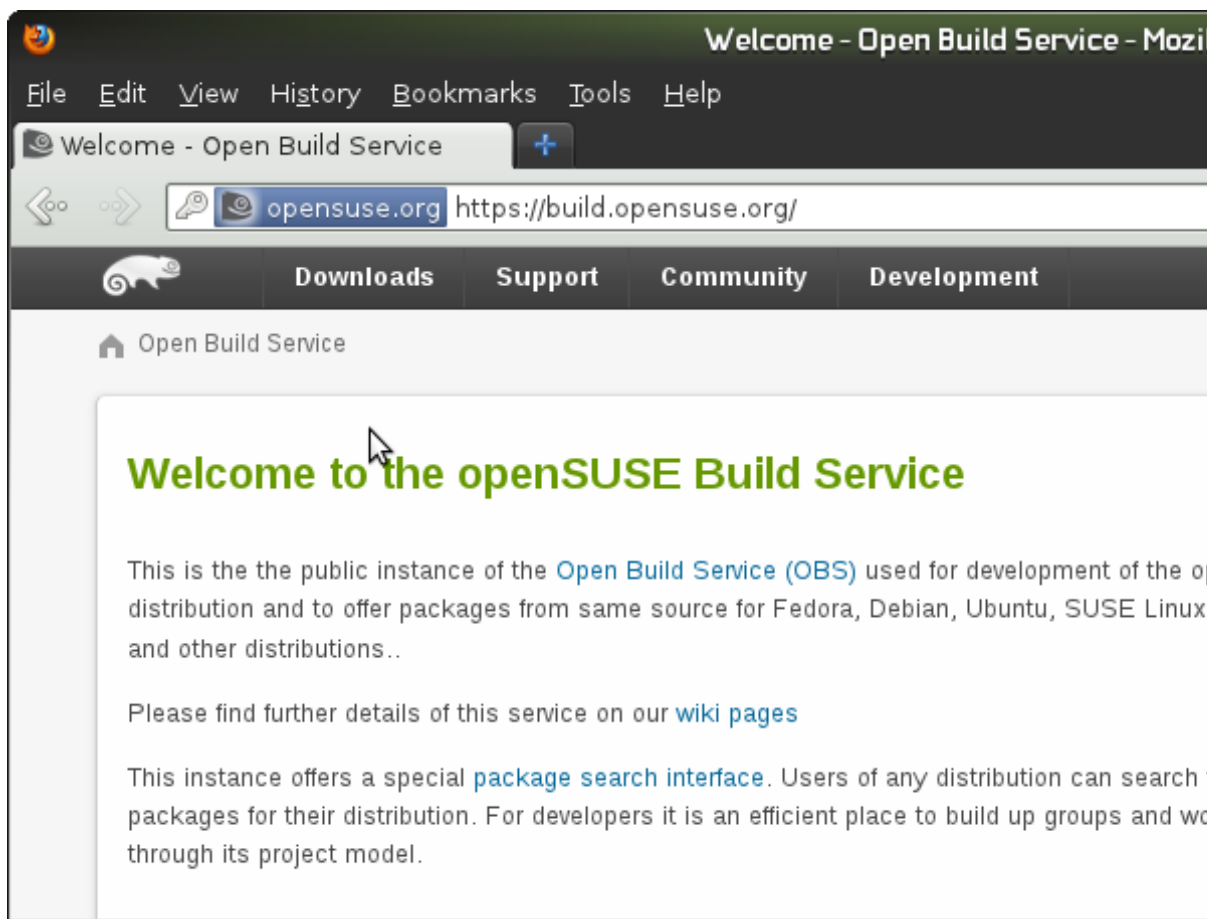 Welcome - Open Build Service - Mozil
File Edit View History Bookmarks Tools Help
Welcome - Open Build Service
opensuse.org https://build.opensuse.org/
Downloads Support Community Development
Open Build Service
Welcome to the openSUSE Build Service
This is the the public instance of the Open Build Service (OBS) used for development of the
distribution and to offer packages from same source for Fedora, Debian, Ubuntu, SUSE Linux
and other distributions..
Please find further details of this service on our wiki pages
This instance offers a special package search interface. Users of any distribution can search
packages for their distribution. For developers it is an efficient place to build up groups and
through its project model.